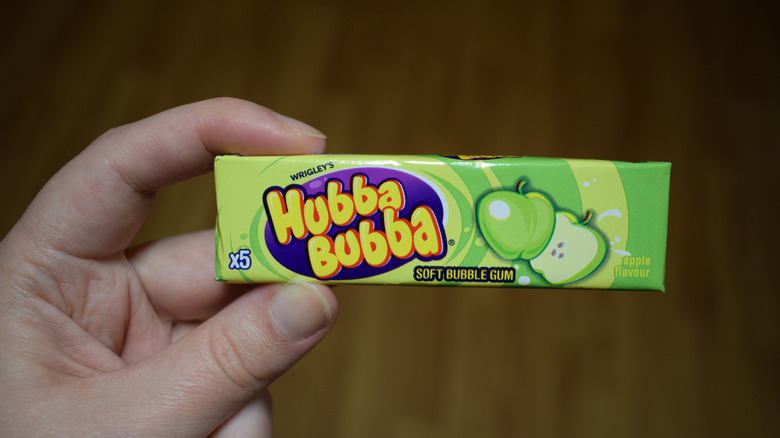 WRIGLEY'S
Hubba
Bubba®
x5
SOFT BUBBLE GUM
apple
flavour